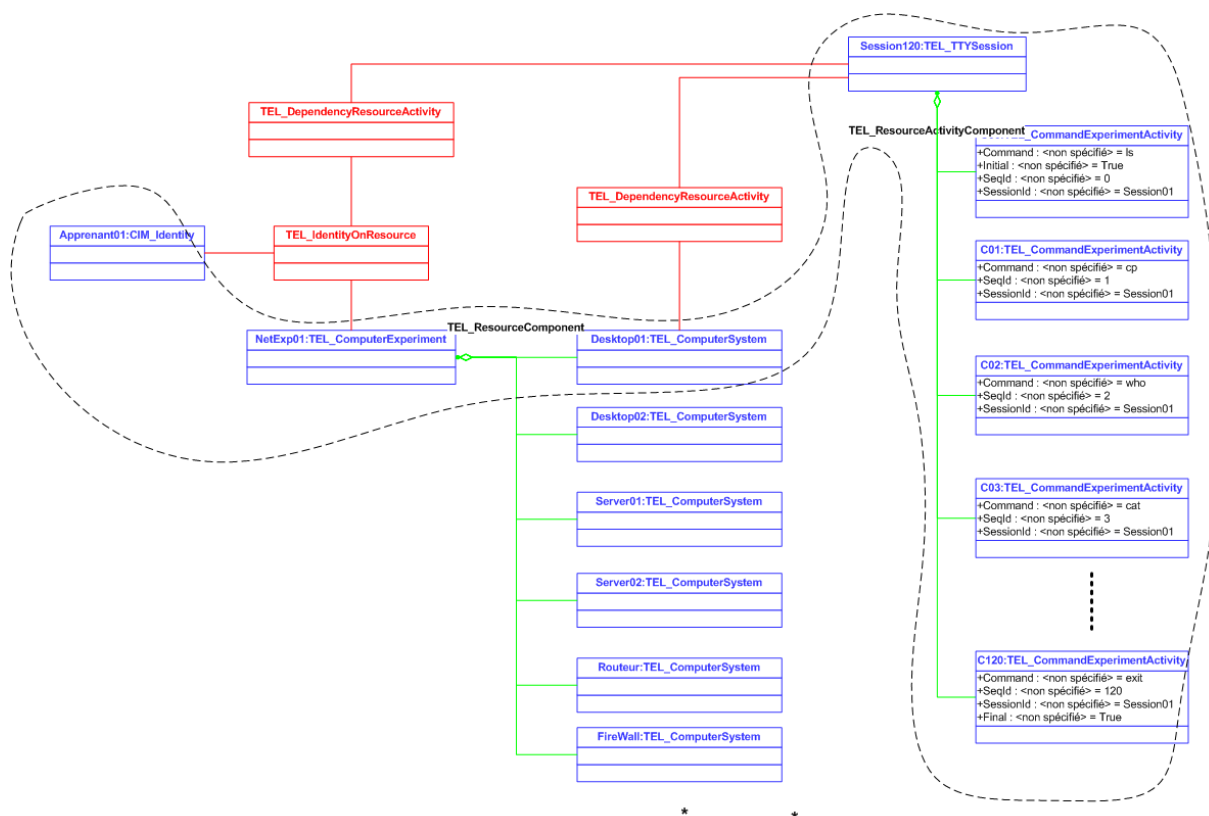 Session120:TEL_TTYSession
TEL_DependencyResourceActivity
TEL_ResourceActivityComponent
TEL_CommandExperimentActivity
+Command : <non spécifié> = ls
+Initial : <non spécifié> = True
+SeqId : <non spécifié> = 0
+SessionId : <non spécifié> = Session01
TEL_DependencyResourceActivity
Apprenant01:CIM_Identity
TEL_IdentityOnResource
C01:TEL_CommandExperimentActivity
+Command : <non spécifié> = cp
+SeqId : <non spécifié> = 1
+SessionId : <non spécifié> = Session01
TEL_ResourceComponent
NetExp01:TEL_ComputerExperiment
Desktop01:TEL_ComputerSystem
C02:TEL_CommandExperimentActivity
+Command : <non spécifié> = who
+SeqId : <non spécifié> = 2
+SessionId : <non spécifié> = Session01
Desktop02:TEL_ComputerSystem
C03:TEL_CommandExperimentActivity
+Command : <non spécifié> = cat
+SeqId : <non spécifié> = 3
+SessionId : <non spécifié> = Session01
Server01:TEL_ComputerSystem
Server02:TEL_ComputerSystem
C120:TEL_CommandExperimentActivity
+Command : <non spécifié> = exit
+SeqId : <non spécifié> = 120
+SessionId : <non spécifié> = Session01
+Final : <non spécifié> = True
Routeur:TEL_ComputerSystem
FireWall:TEL_ComputerSystem
* *